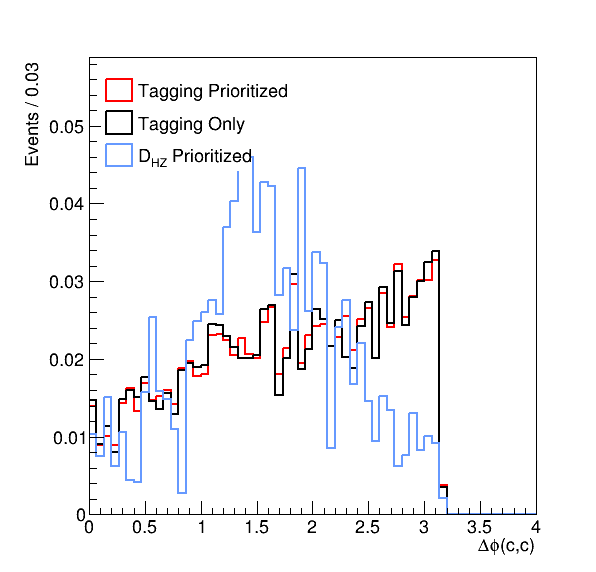 Events / 0.03
Tagging Prioritized
Tagging Only
D_HZ Prioritized
0.05
0.04
0.03
0.02
0.01
0
0 0.5 1 1.5 2 2.5 3 3.5 4
Δϕ(c,c)